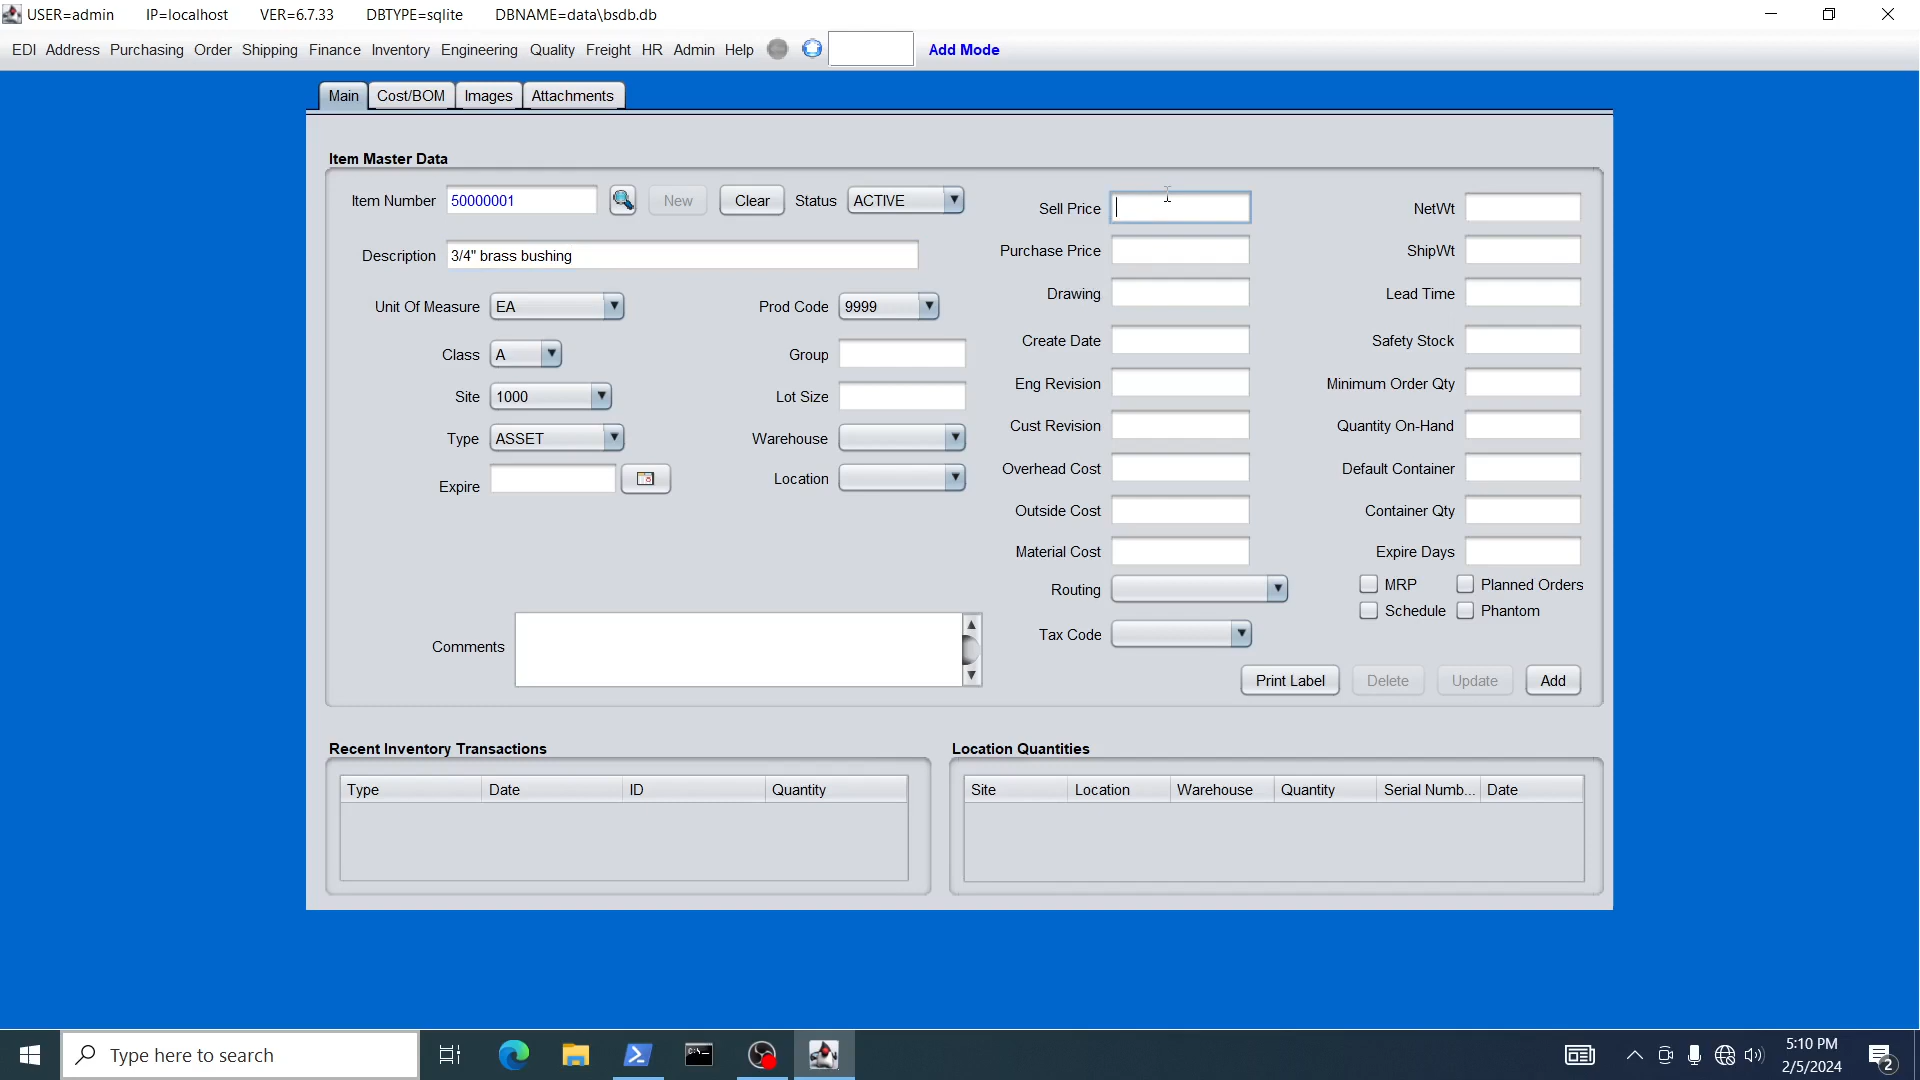 USER=admin IP=localhost VER=6.7.33 DBTYPE=sqlite DBNAME=data\bsdb.db
EDI Address Purchasing Order Shipping Finance Inventory Engineering Quality Freight HR Admin Help Add Mode
Main Cost/BOM Images Attachments
Item Master Data
Item Number 50000001 New Clear Status ACTIVE
Description 3/4" brass bushing
Unit Of Measure EA Prod Code 9999
Class A Group
Site 1000 Lot Size
Type ASSET Warehouse
Expire Location
Comments
Sell Price NetWt
Purchase Price ShipWt
Drawing Lead Time
Create Date Safety Stock
Eng Revision Minimum Order Qty
Cust Revision Quantity On-Hand
Overhead Cost Default Container
Outside Cost Container Qty
Material Cost Expire Days
Routing MRP Planned Orders
Schedule Phantom
Tax Code
Print Label Delete Update Add
Recent Inventory Transactions
Type Date ID Quantity
Location Quantities
Site Location Warehouse Quantity Serial Numb... Date
Type here to search
5:10 PM
2/5/2024
2